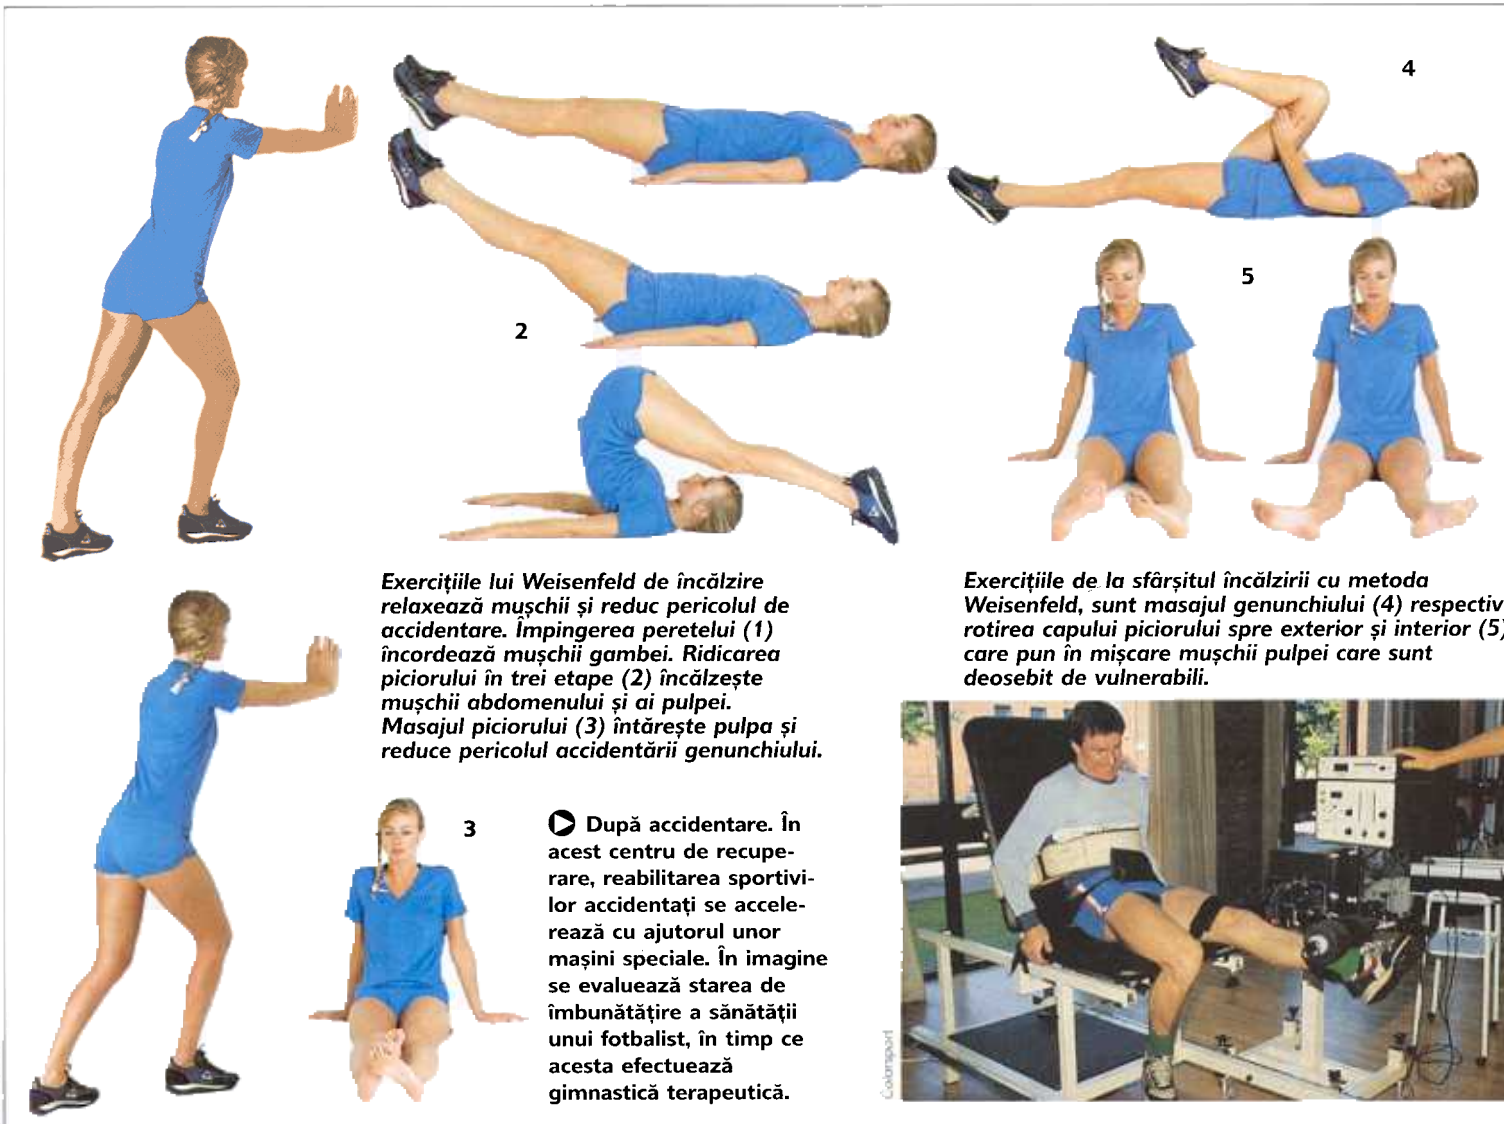 4
5
2
Exercițiile lui Weisenfeld de încălzire
relaxează mușchii și reduc pericolul de
accidentare. Împingerea peretelui (1)
încordează mușchii gambei. Ridicarea
piciorului în trei etape (2) încălzește
mușchii abdomenului și ai pulpei.
Masajul piciorului (3) întărește pulpa și
reduce pericolul accidentării genunchiului.
Exercițiile de la sfârșitul încălzirii cu metoda
Weisenfeld, sunt masajul genunchiului (4) respectiv
rotirea capului piciorului spre exterior și interior (5)
care pun în mișcare mușchii pulpei care sunt
deosebit de vulnerabili.
3
După accidentare. În
acest centru de recupe-
rare, reabilitarea sportivi-
lor accidentați se accele-
rează cu ajutorul unor
mașini speciale. În imagine
se evaluează starea de
îmbunătățire a sănătății
unui fotbalist, în timp ce
acesta efectuează
gimnastică terapeutică.
Colorsport